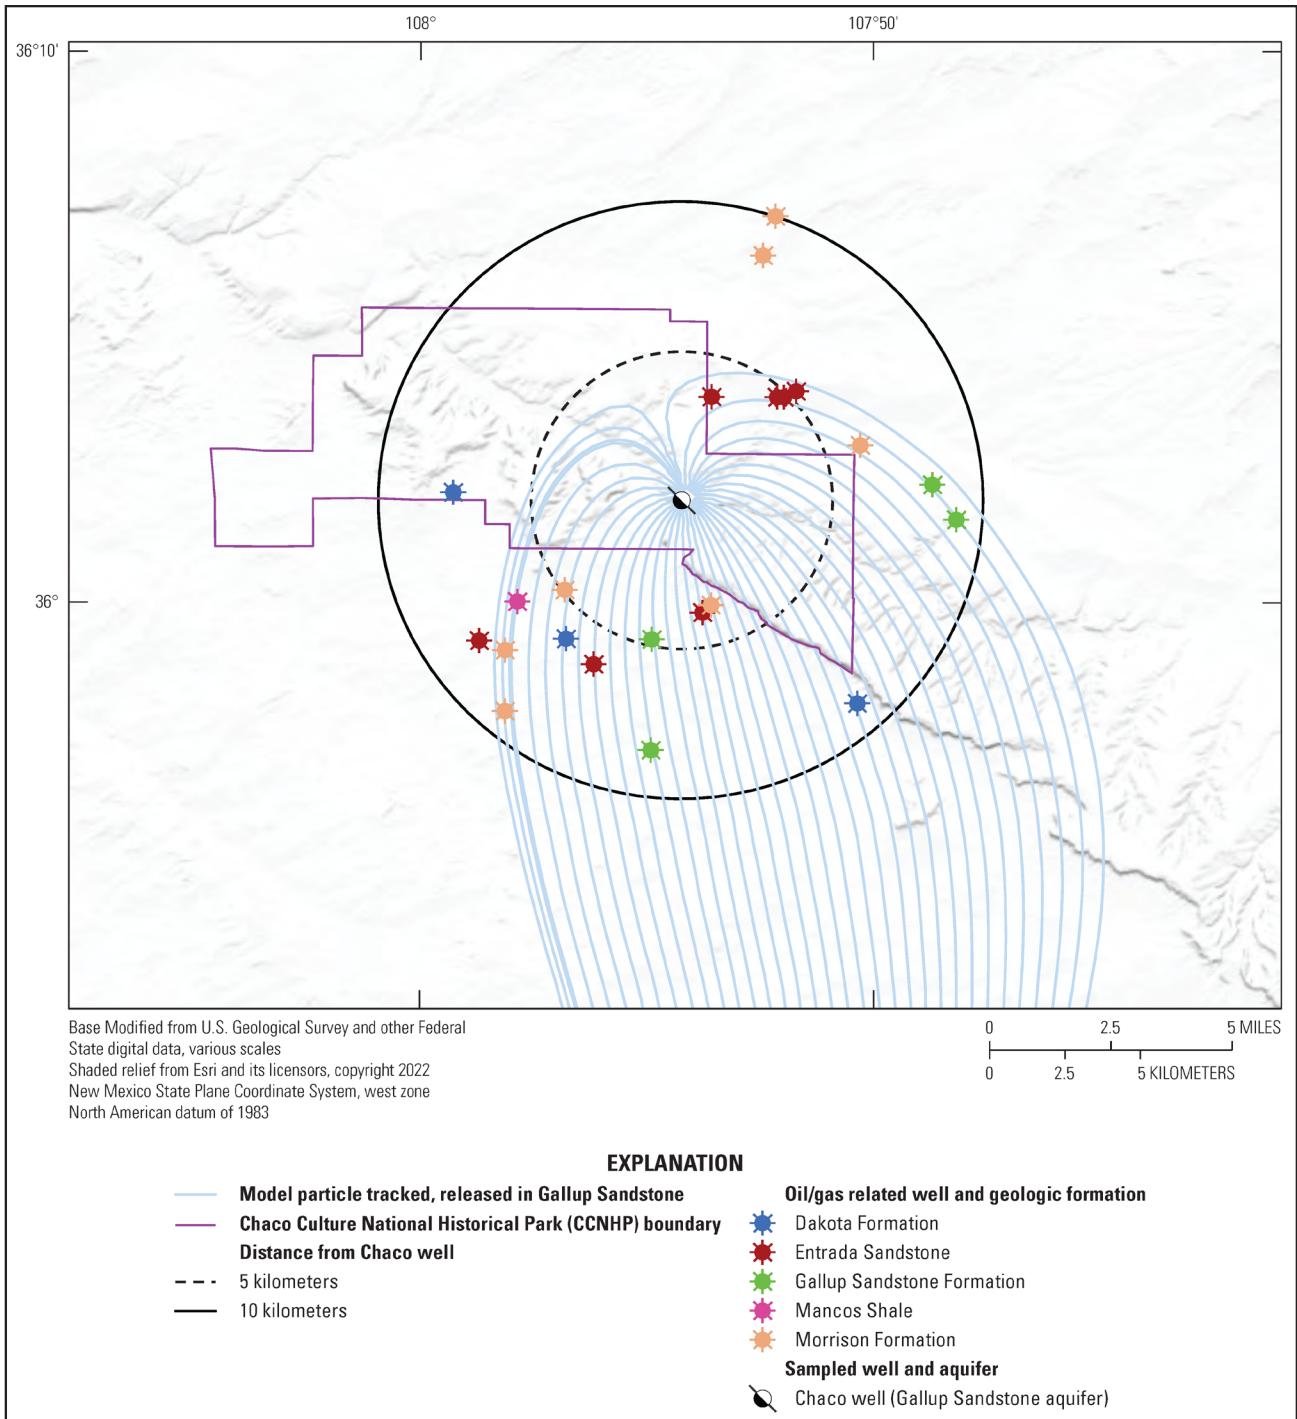 108°
107°50'
36°10'
36°
Base Modified from U.S. Geological Survey and other Federal
State digital data, various scales
Shaded relief from Esri and its licensors, copyright 2022
New Mexico State Plane Coordinate System, west zone
North American datum of 1983
0 2.5 5 MILES
0 2.5 5 KILOMETERS
EXPLANATION
Model particle tracked, released in Gallup Sandstone
Chaco Culture National Historical Park (CCNHP) boundary
Distance from Chaco well
5 kilometers
10 kilometers
Oil/gas related well and geologic formation
Dakota Formation
Entrada Sandstone
Gallup Sandstone Formation
Mancos Shale
Morrison Formation
Sampled well and aquifer
Chaco well (Gallup Sandstone aquifer)